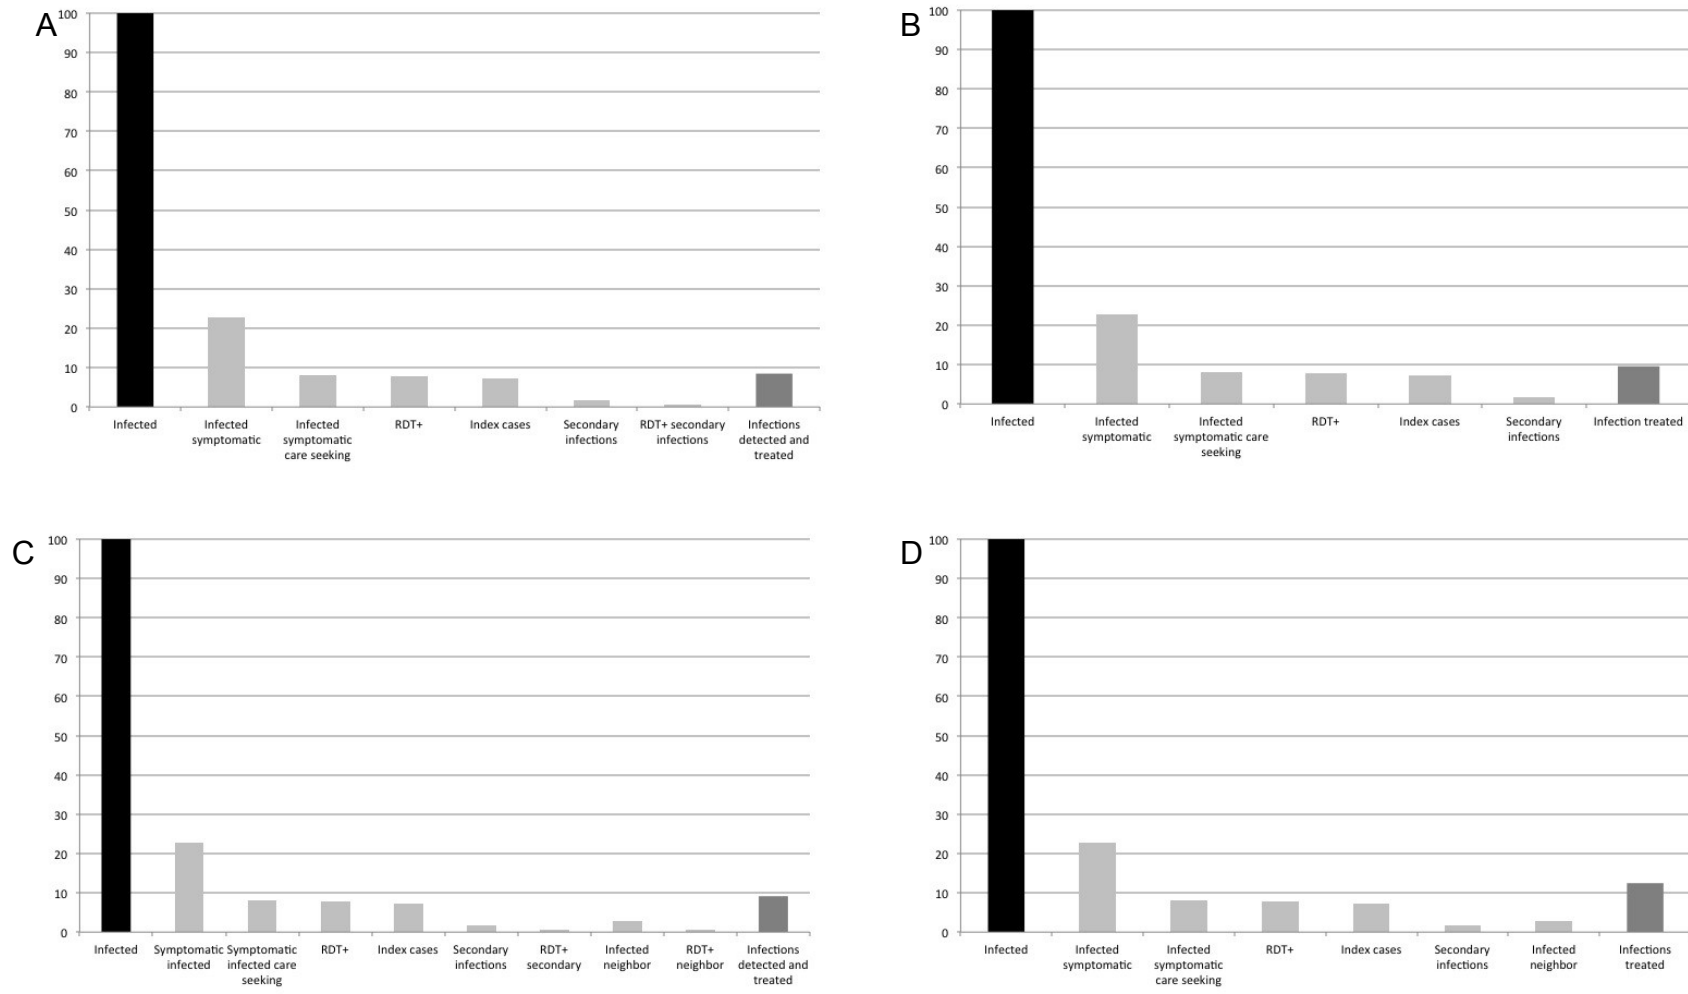 A
100
90
80
70
60
50
40
30
20
10
0
Infected
Infected
symptomatic
Infected
symptomatic
care seeking
RDT+
Index cases
Secondary
infections
RDT+ secondary
infections
Infections
detected and
treated
B
100
90
80
70
60
50
40
30
20
10
0
Infected
Infected
symptomatic
Infected
symptomatic care
seeking
RDT+
Index cases
Secondary
infections
Infection treated
C
100
90
80
70
60
50
40
30
20
10
0
Infected
Symptomatic
infected
Symptomatic
infected care
seeking
RDT+
Index cases
Secondary
infections
RDT+
secondary
Infected
neighbor
RDT+
neighbor
Infections
detected and
treated
D
100
90
80
70
60
50
40
30
20
10
0
Infected
Infected
symptomatic
Infected
symptomatic
care seeking
RDT+
Index cases
Secondary
infections
Infected
neighbor
Infections
treated